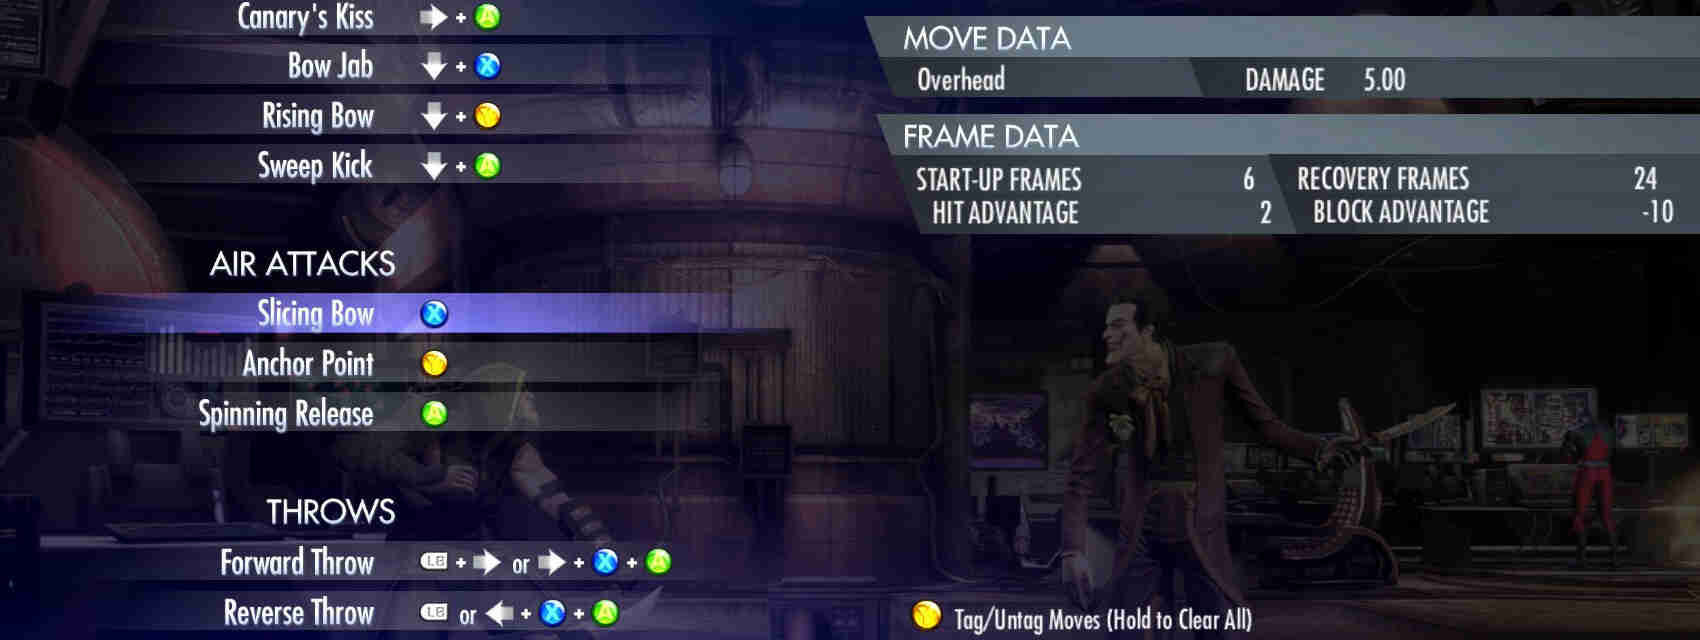 Canary's Kiss + A
Bow Jab + X
Rising Bow + Y
Sweep Kick + A
AIR ATTACKS
Slicing Bow X
Anchor Point Y
Spinning Release A
THROWS
Forward Throw LB + or + X + A
Reverse Throw LB or + X + A
MOVE DATA
Overhead DAMAGE 5.00
FRAME DATA
START-UP FRAMES 6 RECOVERY FRAMES 24
HIT ADVANTAGE 2 BLOCK ADVANTAGE -10
Y Tag/Untag Moves (Hold to Clear All)